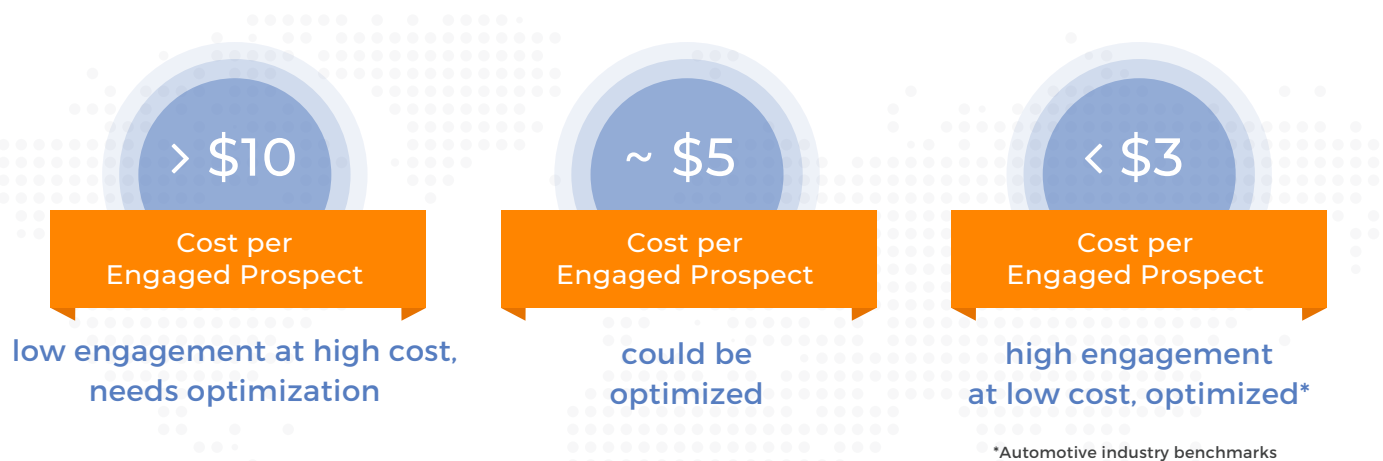 > $10
Cost per
Engaged Prospect
low engagement at high cost,
needs optimization
~ $5
Cost per
Engaged Prospect
could be
optimized
< $3
Cost per
Engaged Prospect
high engagement
at low cost, optimized*
*Automotive industry benchmarks